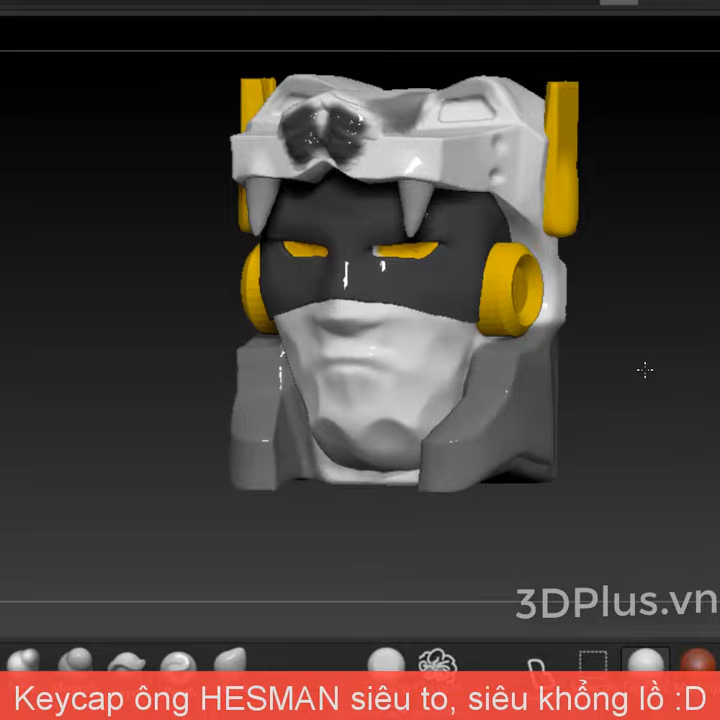 3DPlus.vn
Keycap ông HESMAN siêu to, siêu khổng lồ :D